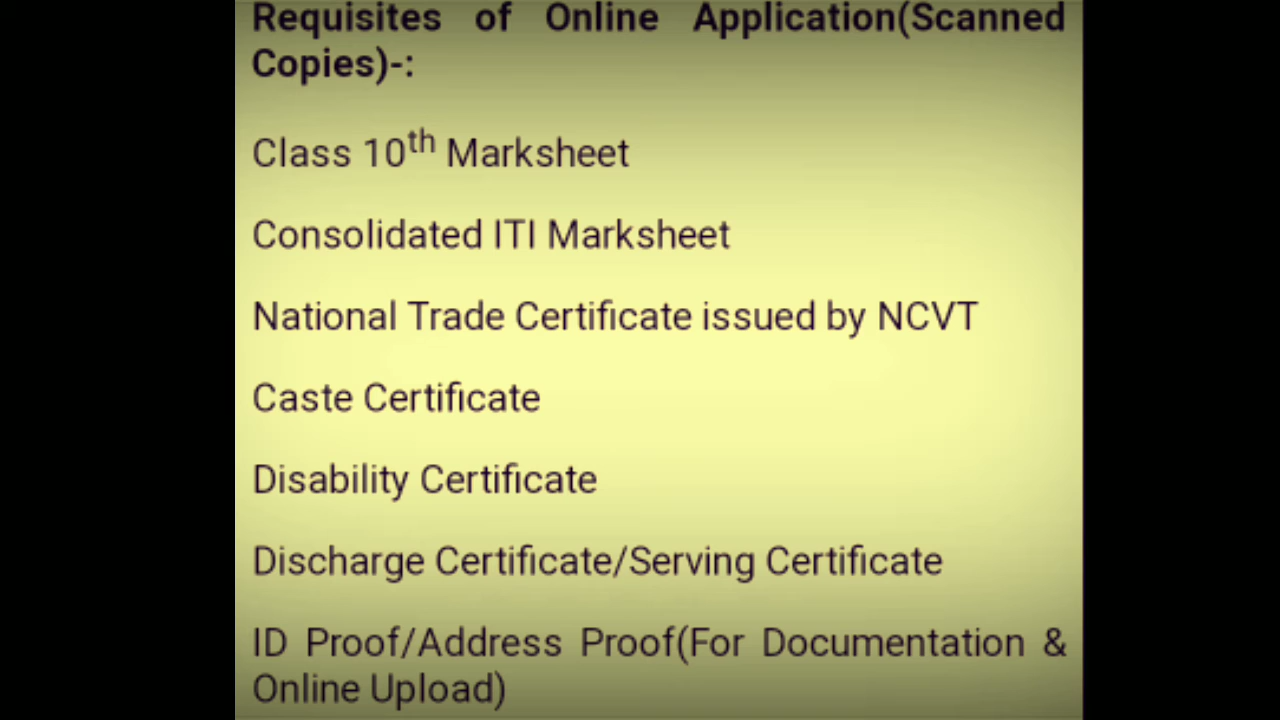 Requisites of Online Application(Scanned
Copies)-:
Class 10th Marksheet
Consolidated ITI Marksheet
National Trade Certificate issued by NCVT
Caste Certificate
Disability Certificate
Discharge Certificate/Serving Certificate
ID Proof/Address Proof(For Documentation &
Online Upload)